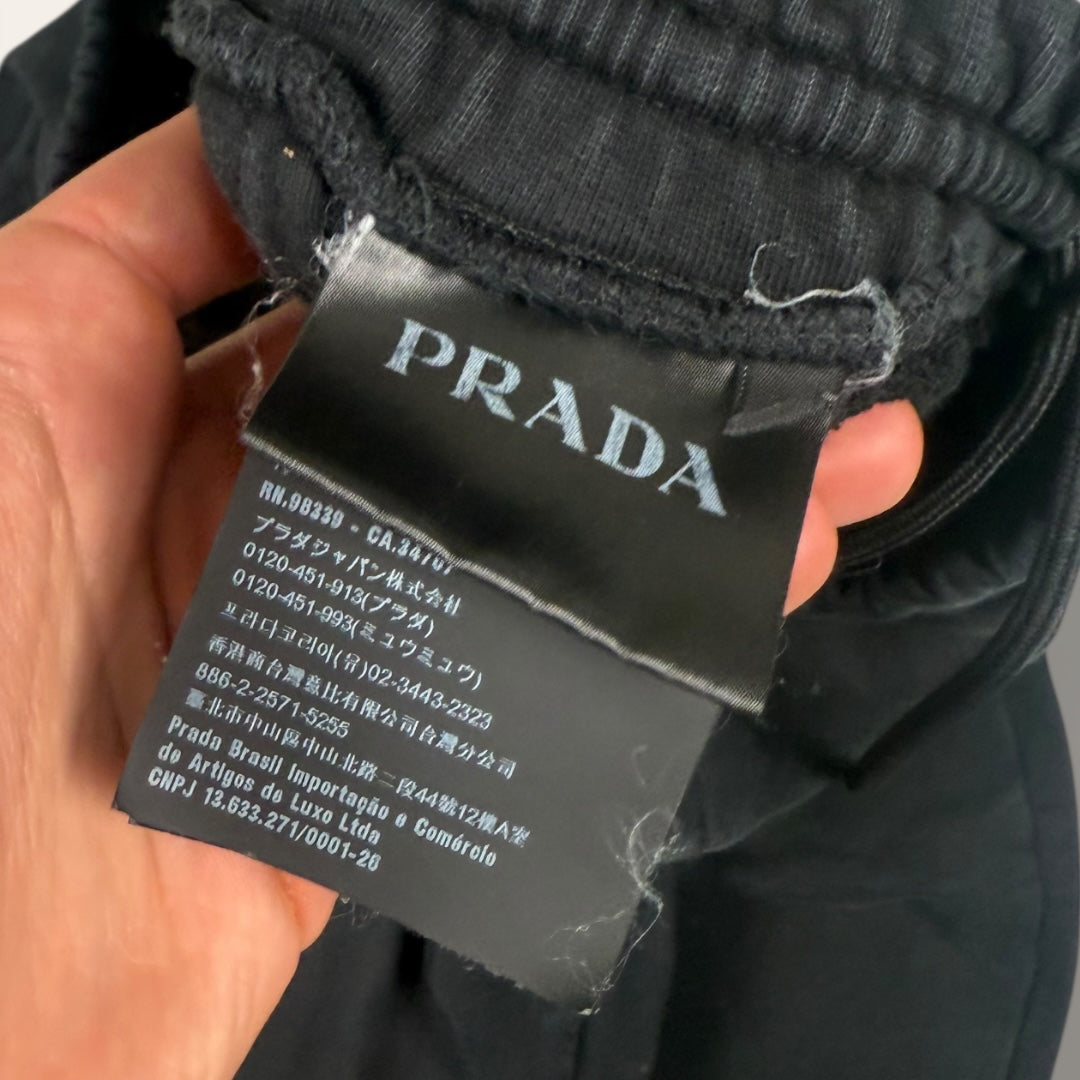 PRADA
RN.98339 - CA.34707
プラダジャパン株式会社
0120-451-913(プラダ)
0120-451-993(ミュウミュウ)
프라다코리아(유)02-3443-2323
香港商台灣意比有限公司台灣分公司
886-2-2571-5255
臺北市中山區中山北路二段44號12樓A室
Prada Brasil Importação e Comércio
de Artigos de Luxo Ltda
CNPJ 13.633.271/0001-26